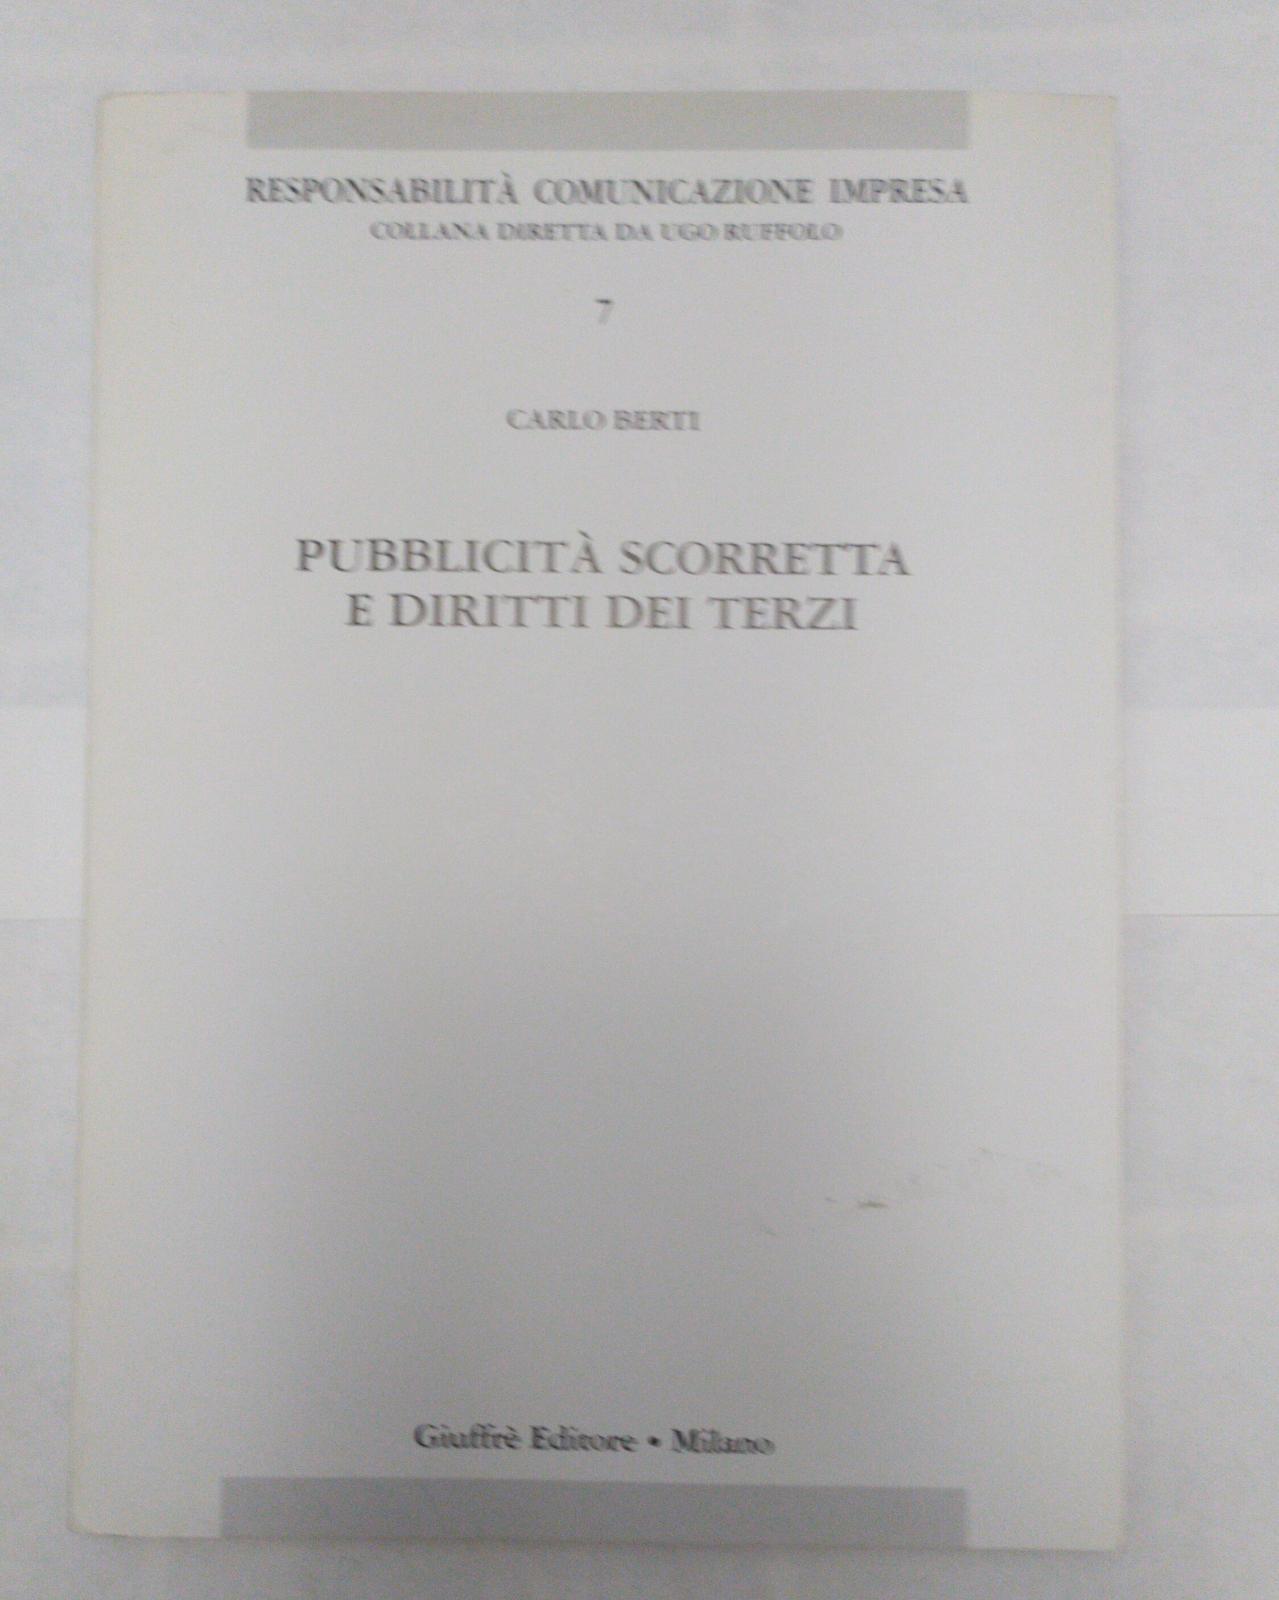 RESPONSABILITÀ COMUNICAZIONE IMPRESA
COLLANA DIRETTA DA UGO RUFFOLO
7
CARLO BERTI
PUBBLICITÀ SCORRETTA
E DIRITTI DEI TERZI
Giuffrè Editore • Milano